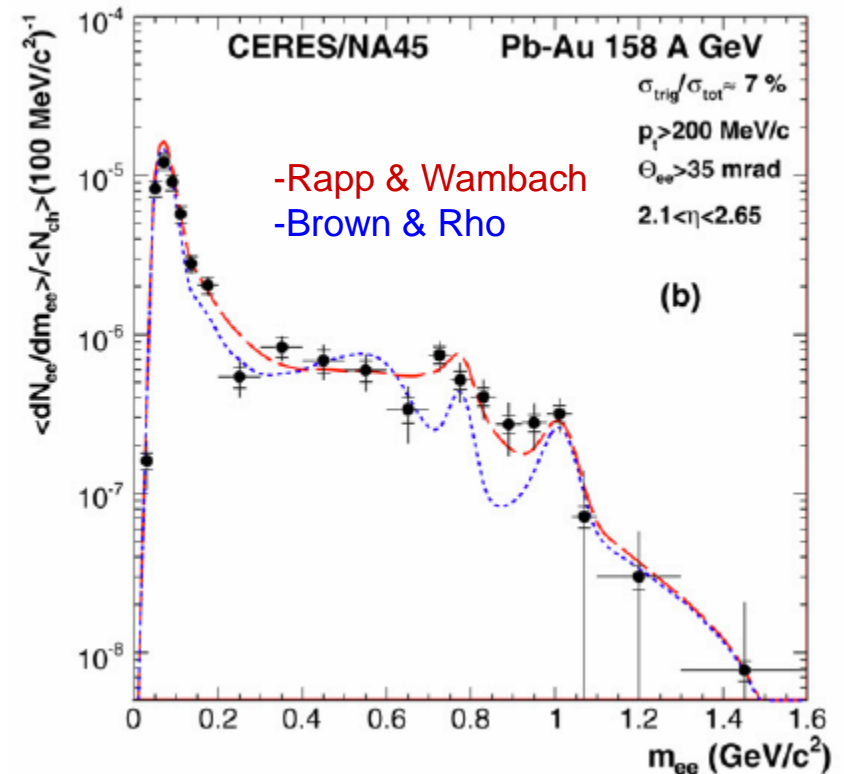 CERES/NA45 Pb-Au 158 A GeV
σtrig/σtot≈ 7 %
pt>200 MeV/c
Θee>35 mrad
2.1<η<2.65
-Rapp & Wambach
-Brown & Rho
(b)
<dNee/dmee>/<Nch>(100 MeV/c²)⁻¹
10⁻⁴
10⁻⁵
10⁻⁶
10⁻⁷
10⁻⁸
0 0.2 0.4 0.6 0.8 1 1.2 1.4 1.6
mee (GeV/c²)